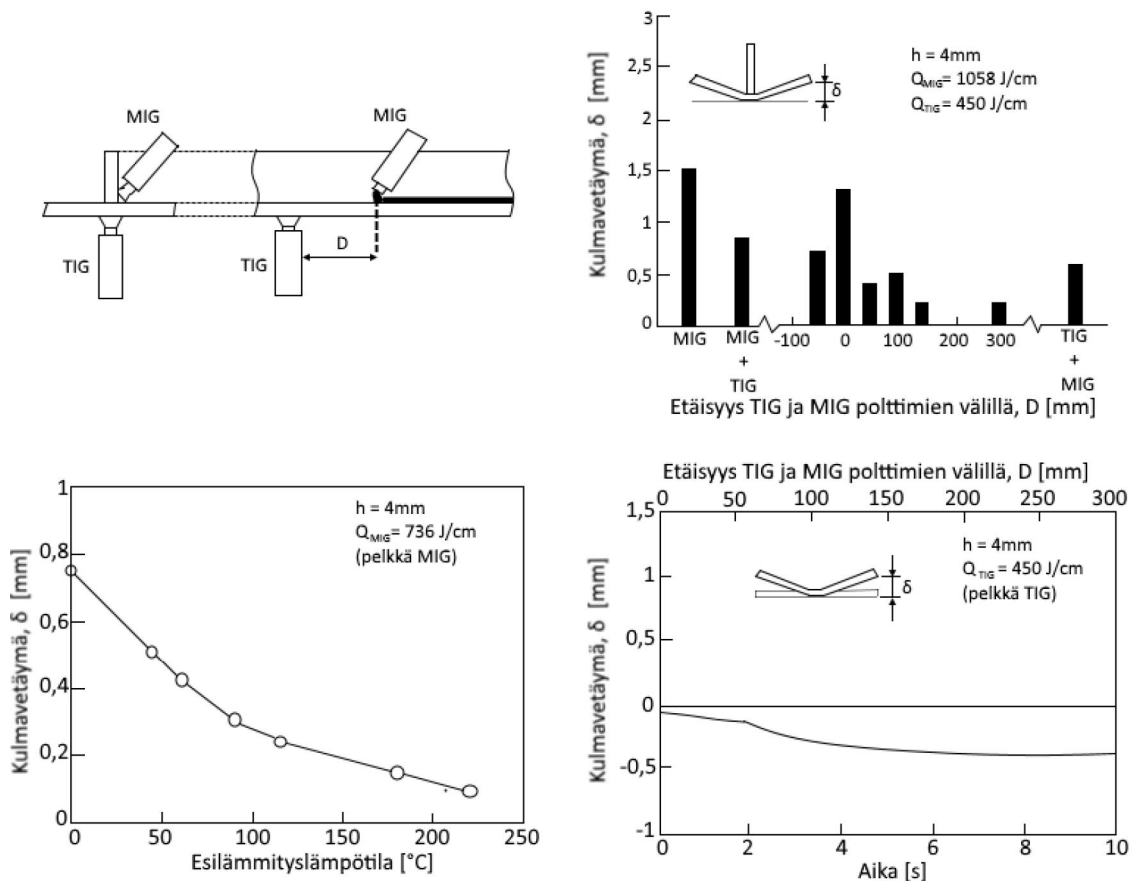 MIG
MIG
TIG
TIG
D
3
2,5
2
1,5
1
0,5
0
Kulmavetäymä, δ [mm]
δ
h = 4mm
QMIG= 1058 J/cm
QTIG= 450 J/cm
MIG
MIG
+
TIG
-100
0
100
200
300
TIG
+
MIG
Etäisyys TIG ja MIG polttimien välillä, D [mm]
1
0,8
0,6
0,4
0,2
0
Kulmavetäymä, δ [mm]
h = 4mm
QMIG= 736 J/cm
(pelkkä MIG)
0 50 100 150 200 250
Esilämmityslämpötila [°C]
Etäisyys TIG ja MIG polttimien välillä, D [mm]
0 50 100 150 200 250 300
1,5
1
0,5
0
-0,5
-1
Kulmavetäymä, δ [mm]
δ
h = 4mm
Q TIG = 450 J/cm
(pelkkä TIG)
0 2 4 6 8 10
Aika [s]